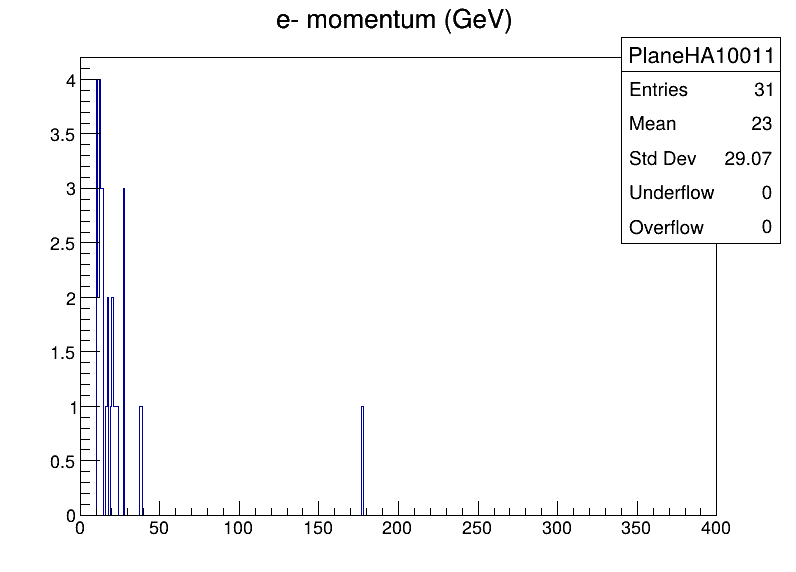 e- momentum (GeV)
PlaneHA10011
Entries 31
Mean 23
Std Dev 29.07
Underflow 0
Overflow 0
4
3.5
3
2.5
2
1.5
1
0.5
0
0 50 100 150 200 250 300 350 400